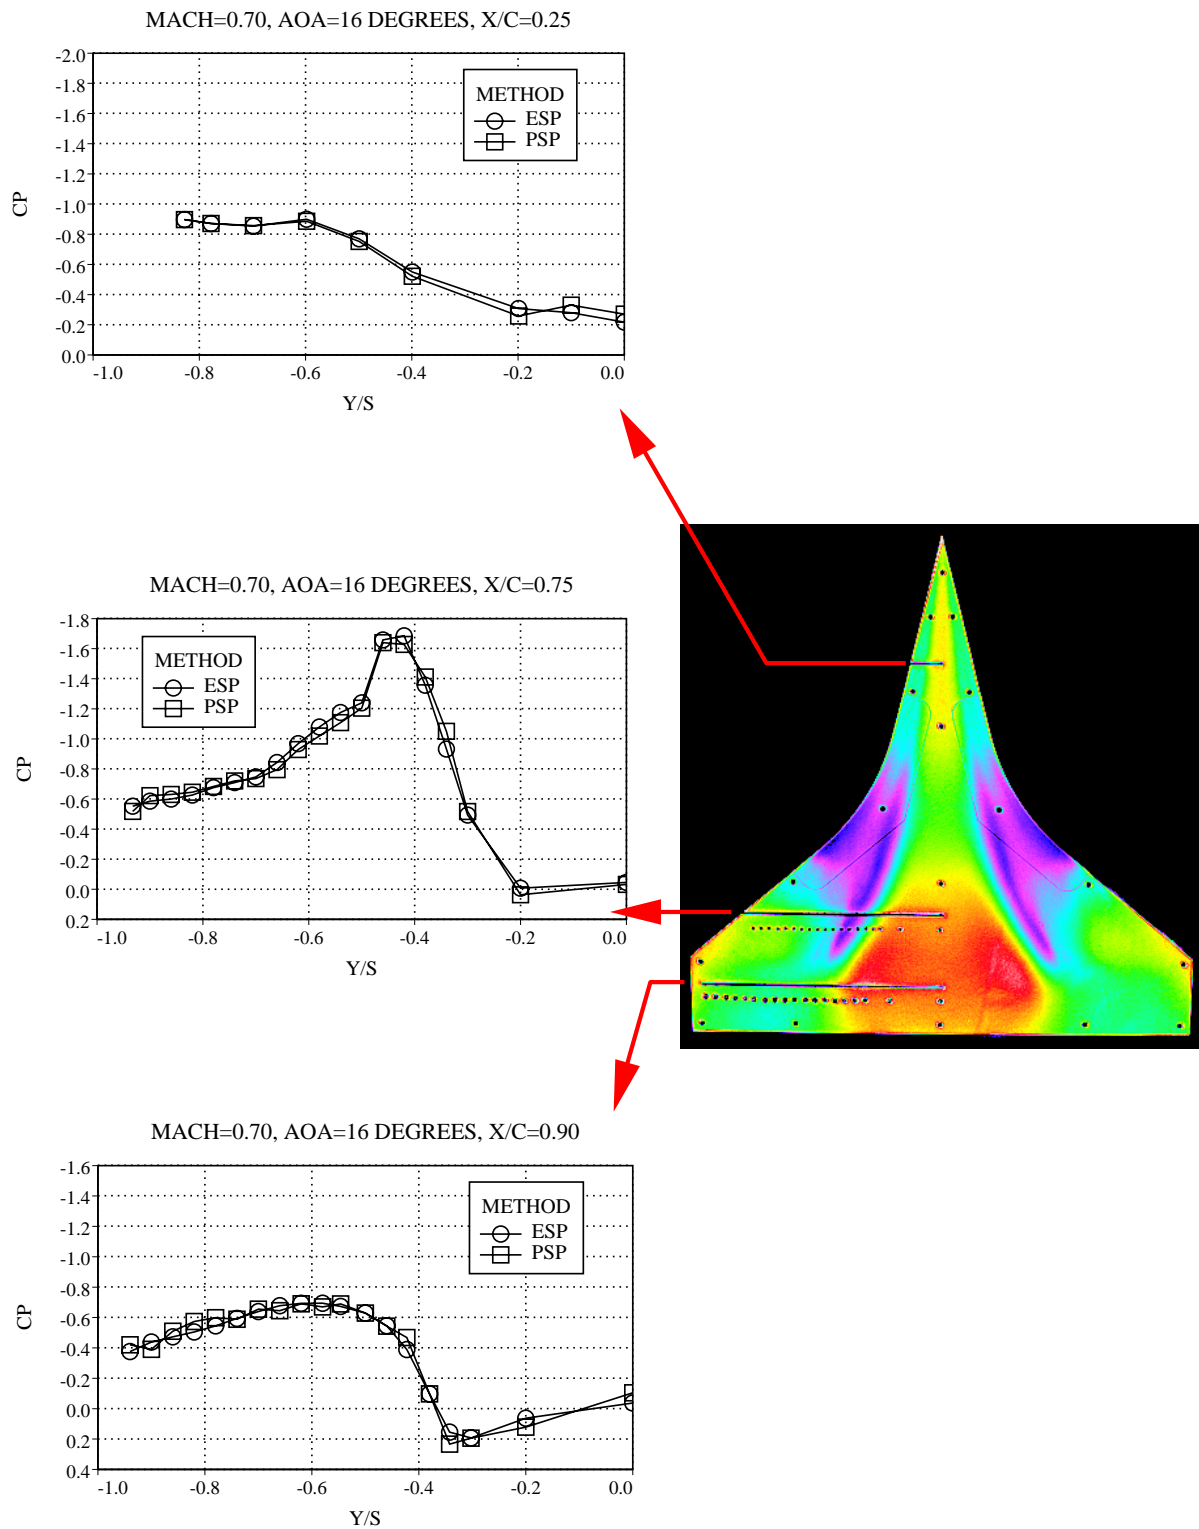 MACH=0.70, AOA=16 DEGREES, X/C=0.25
-2.0
-1.8
-1.6
-1.4
-1.2
-1.0
-0.8
-0.6
-0.4
-0.2
0.0
CP
METHOD
ESP
PSP
-1.0 -0.8 -0.6 -0.4 -0.2 0.0
Y/S
MACH=0.70, AOA=16 DEGREES, X/C=0.75
-1.8
-1.6
-1.4
-1.2
-1.0
-0.8
-0.6
-0.4
-0.2
0.0
0.2
CP
METHOD
ESP
PSP
-1.0 -0.8 -0.6 -0.4 -0.2 0.0
Y/S
MACH=0.70, AOA=16 DEGREES, X/C=0.90
-1.6
-1.4
-1.2
-1.0
-0.8
-0.6
-0.4
-0.2
0.0
0.2
0.4
CP
METHOD
ESP
PSP
-1.0 -0.8 -0.6 -0.4 -0.2 0.0
Y/S